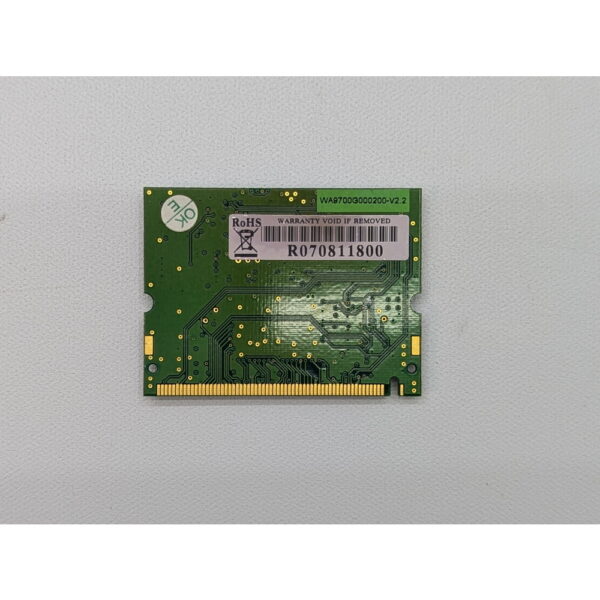 WA9700G000200-V2.2
OK
E
RoHS
WARRANTY VOID IF REMOVED
R070811800